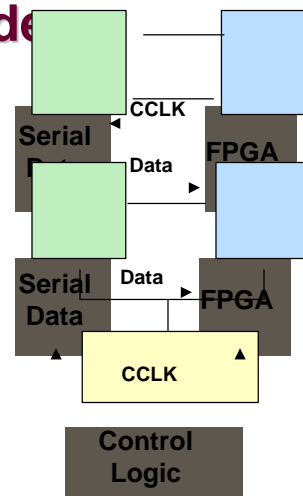 de
CCLK
Serial
Data
FPGA
Data
Serial
Data
FPGA
CCLK
Control
Logic